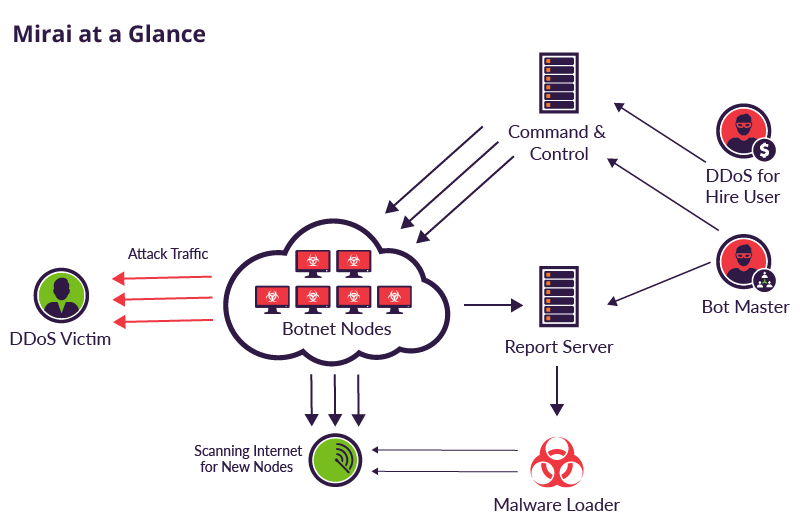 Mirai at a Glance
Command &
Control
DDoS for
Hire User
Attack Traffic
DDoS Victim
Botnet Nodes
Bot Master
Report Server
Scanning Internet
for New Nodes
Malware Loader